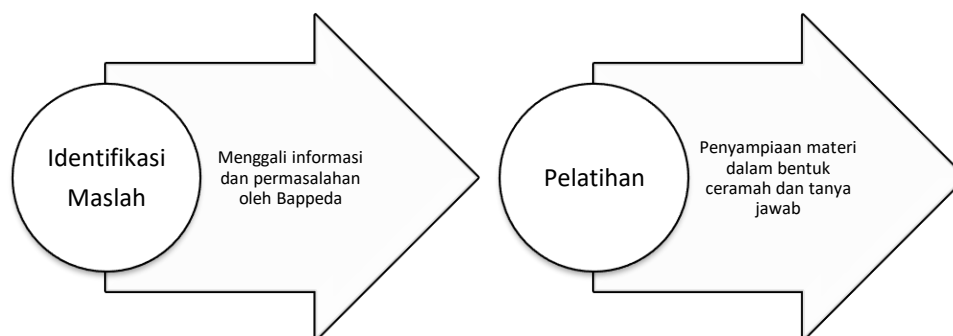 Identifikasi
Maslah
Menggali informasi
dan permasalahan
oleh Bappeda
Pelatihan
Penyampiaan materi
dalam bentuk
ceramah dan tanya
jawab